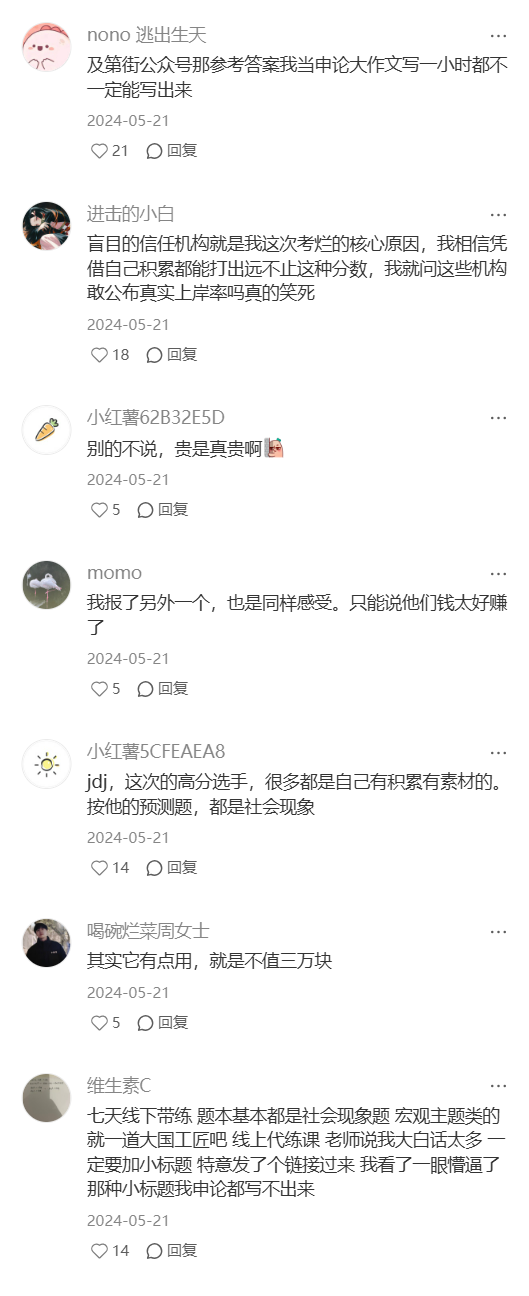 nono 逃出生天
...
及第街公众号那参考答案我当申论大作文写一小时都不
一定能写出来
2024-05-21
21 回复
进击的小白
...
盲目的信任机构就是我这次考烂的核心原因，我相信凭
借自己积累都能打出远不止这种分数，我就问这些机构
敢公布真实上岸率吗真的笑死
2024-05-21
18 回复
小红薯62B32E5D
...
别的不说，贵是真贵啊
2024-05-21
5 回复
momo
...
我报了另外一个，也是同样感受。只能说他们钱太好赚
了
2024-05-21
5 回复
小红薯5CFEAEA8
...
jdj，这次的高分选手，很多都是自己有积累有素材的。
按他的预测题，都是社会现象
2024-05-21
14 回复
喝碗烂菜周女士
...
其实它有点用，就是不值三万块
2024-05-21
5 回复
维生素C
...
七天线下带练 题本基本都是社会现象题 宏观主题类的
就一道大国工匠吧 线上代练课 老师说我大白话太多 一
定要加小标题 特意发了个链接过来 我看了一眼懵逼了
那种小标题我申论都写不出来
2024-05-21
14 回复